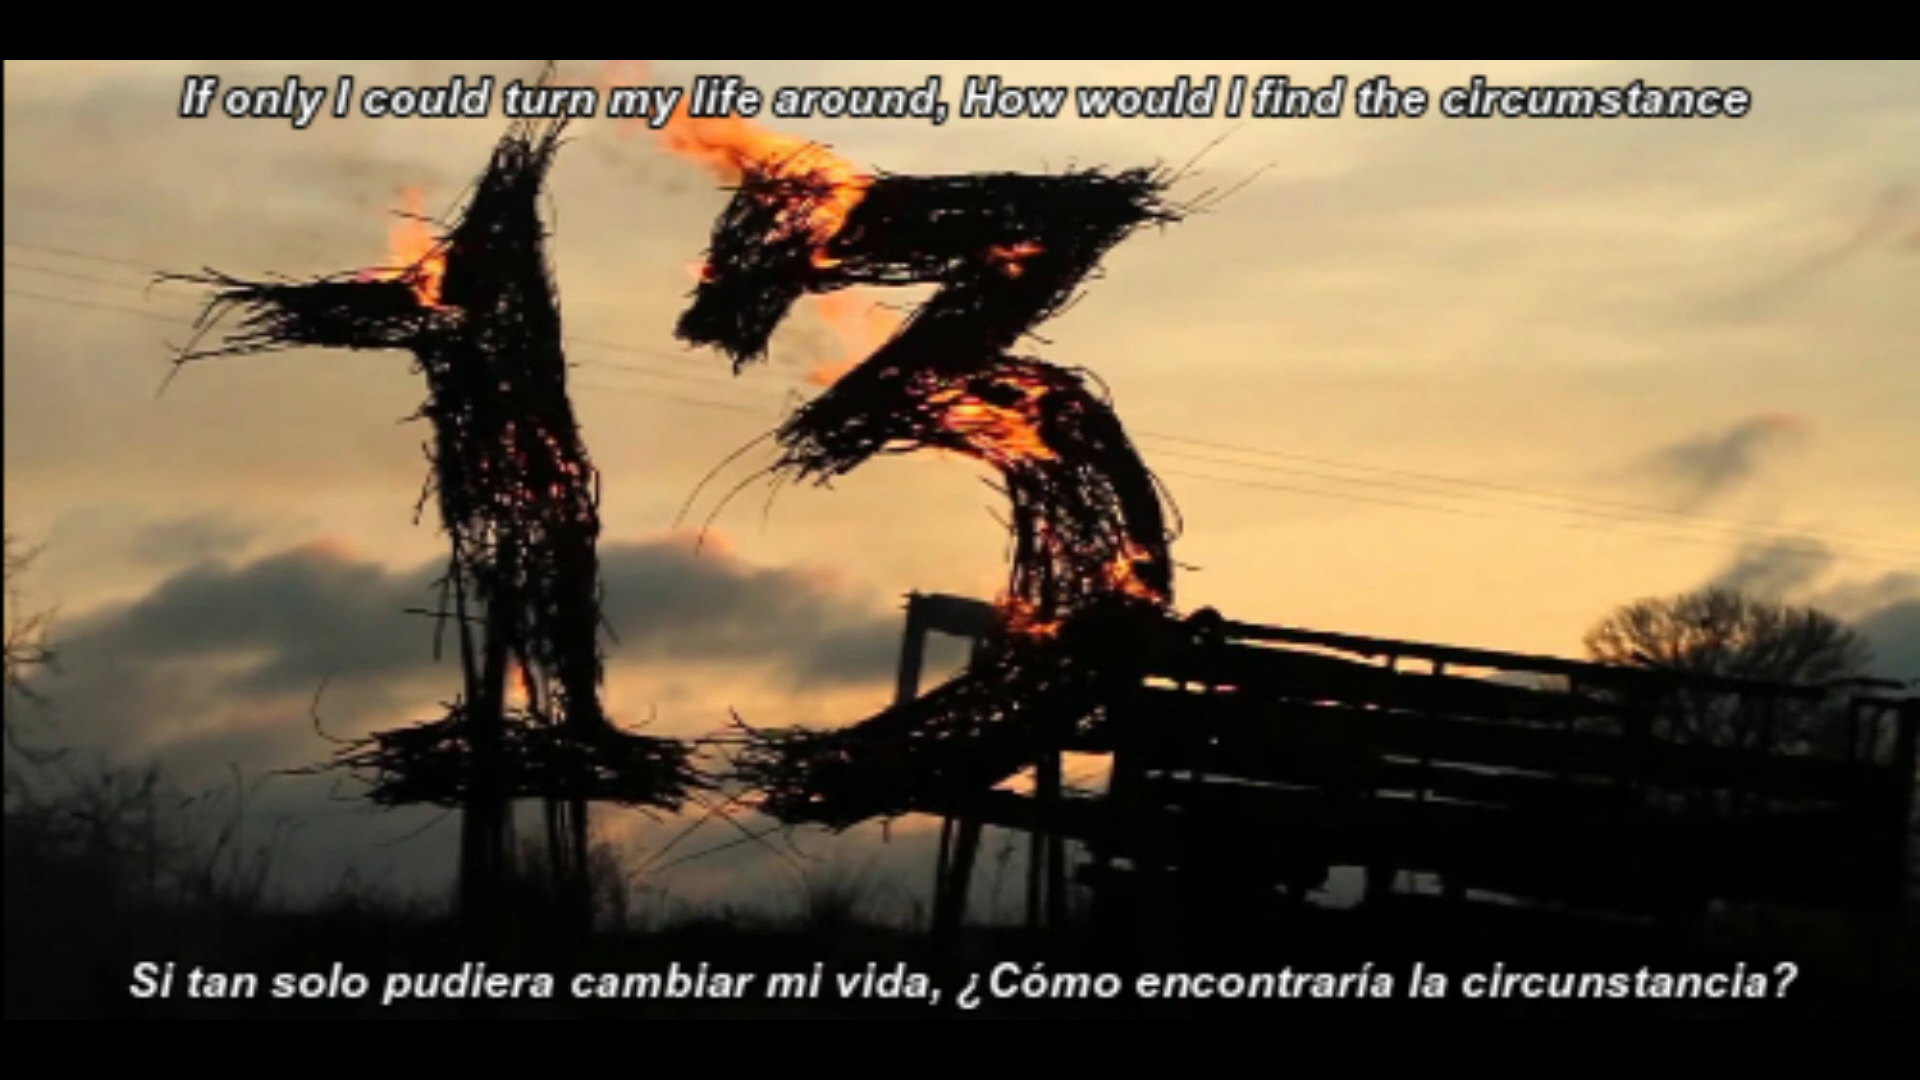 If only I could turn my life around, How would I find the circumstance
13
Si tan solo pudiera cambiar mi vida, ¿Cómo encontraría la circunstancia?